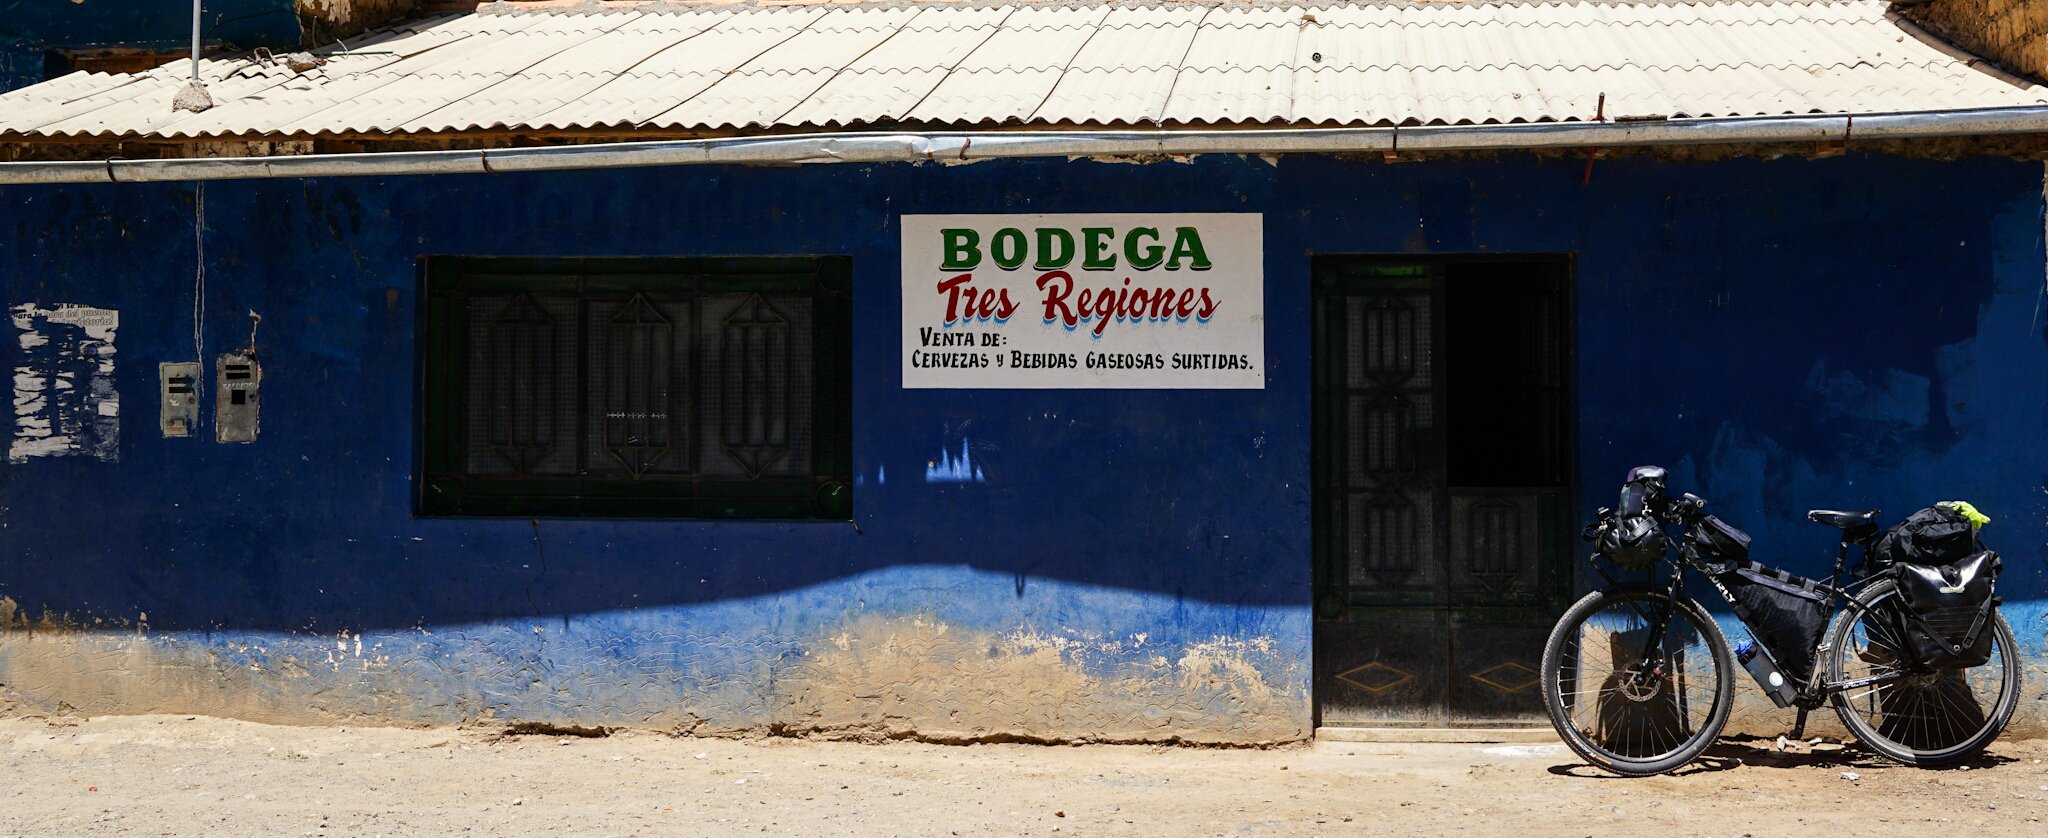 BODEGA
Tres Regiones
VENTA DE:
CERVEZAS y BEBIDAS GASEOSAS SURTIDAS.